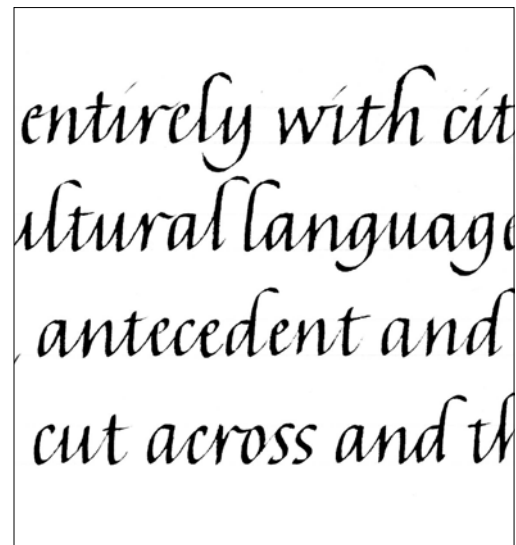 entirely with cit
ultural language
, antecedent and
cut across and th